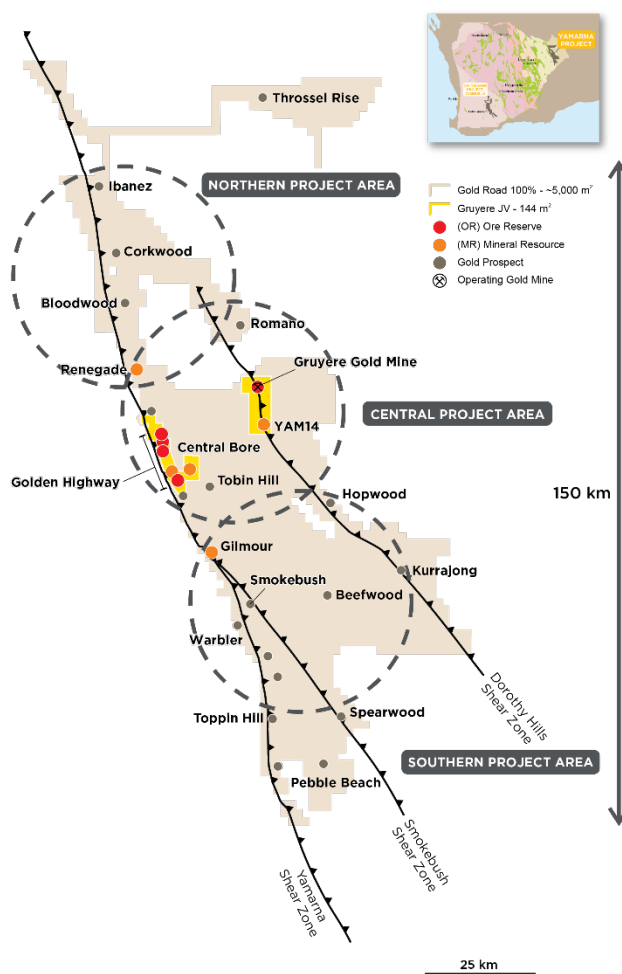 YAMARNA
PROJECT
Throssel Rise
NORTHERN PROJECT AREA
Ibanez
Corkwood
Bloodwood
Romano
Renegade
Gruyere Gold Mine
YAM14
CENTRAL PROJECT AREA
Central Bore
Golden Highway
Tobin Hill
Hopwood
150 km
Gilmour
Kurrajong
Smokebush
Beefwood
Warbler
Toppin Hill
Spearwood
Dorothy Hills
Shear Zone
SOUTHERN PROJECT AREA
Pebble Beach
Smokebush
Shear Zone
Yamarna
Shear Zone
25 km
Gold Road 100% - ~5,000 m²
Gruyere JV - 144 m²
(OR) Ore Reserve
(MR) Mineral Resource
Gold Prospect
Operating Gold Mine